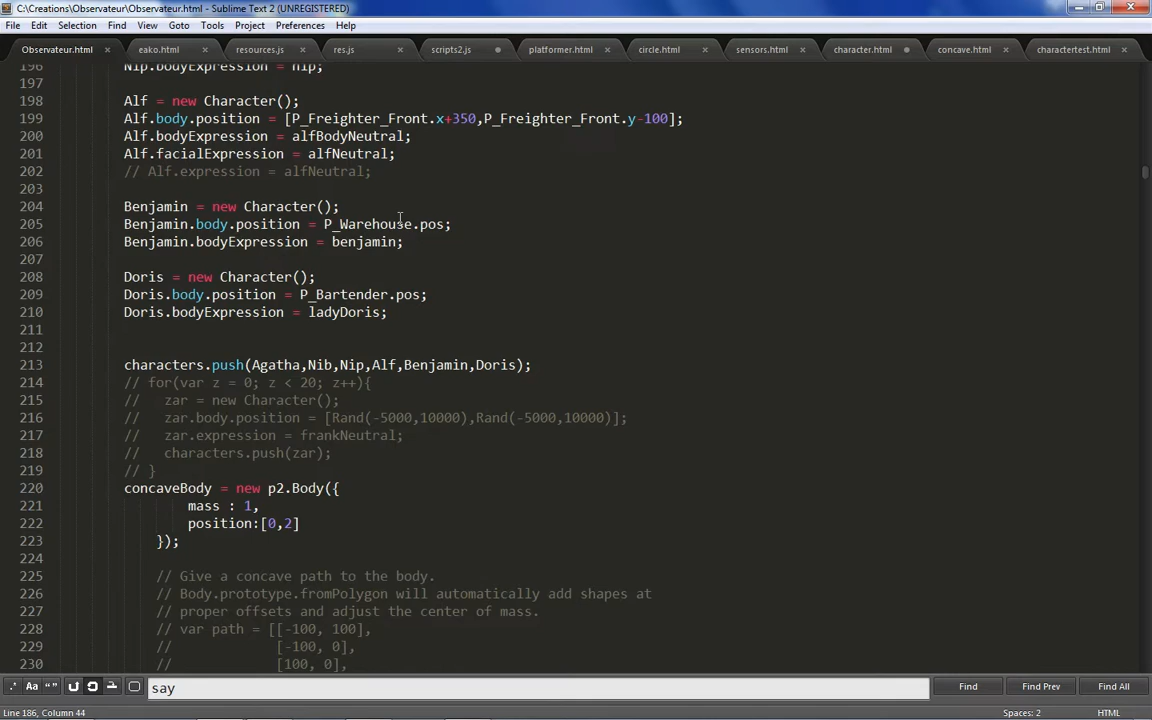 C:\Creations\Observateur\Observateur.html - Sublime Text 2 (UNREGISTERED)
File Edit Selection Find View Goto Tools Project Preferences Help
Observateur.html eako.html resources.js res.js scripts2.js platformer.html circle.html sensors.html character.html concave.html charactertest.html
196 Nip.bodyExpression = nip;
197
198 Alf = new Character();
199 Alf.body.position = [P_Freighter_Front.x+350,P_Freighter_Front.y-100];
200 Alf.bodyExpression = alfBodyNeutral;
201 Alf.facialExpression = alfNeutral;
202 // Alf.expression = alfNeutral;
203
204 Benjamin = new Character();
205 Benjamin.body.position = P_Warehouse.pos;
206 Benjamin.bodyExpression = benjamin;
207
208 Doris = new Character();
209 Doris.body.position = P_Bartender.pos;
210 Doris.bodyExpression = ladyDoris;
211
212
213 characters.push(Agatha,Nib,Nip,Alf,Benjamin,Doris);
214 // for(var z = 0; z < 20; z++){
215 //   zar = new Character();
216 //   zar.body.position = [Rand(-5000,10000),Rand(-5000,10000)];
217 //   zar.expression = frankNeutral;
218 //   characters.push(zar);
219 // }
220 concaveBody = new p2.Body({
221 mass : 1,
222 position:[0,2]
223 });
224
225 // Give a concave path to the body.
226 // Body.prototype.fromPolygon will automatically add shapes at
227 // proper offsets and adjust the center of mass.
228 // var path = [[-100, 100],
229 //             [-100, 0],
230 //             [100, 0],
.* Aa “” say Find Find Prev Find All
Line 186, Column 44 Spaces: 2 HTML